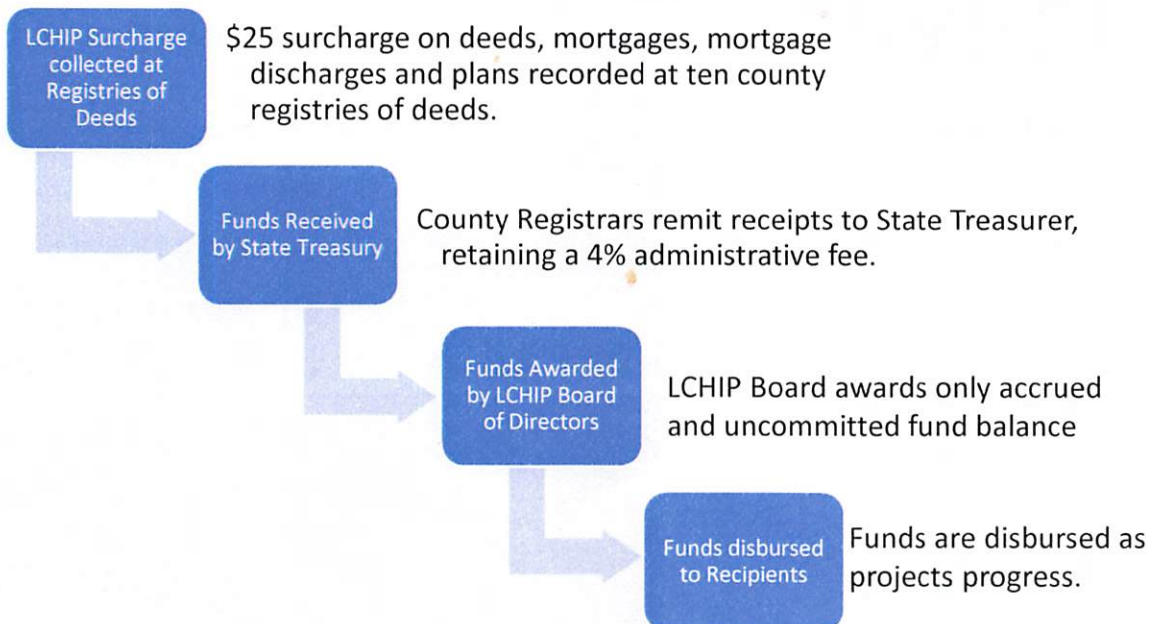 LCHIP Surcharge
collected at
Registries of
Deeds
$25 surcharge on deeds, mortgages, mortgage
discharges and plans recorded at ten county
registries of deeds.
Funds Received
by State Treasury
County Registrars remit receipts to State Treasurer,
retaining a 4% administrative fee.
Funds Awarded
by LCHIP Board
of Directors
LCHIP Board awards only accrued
and uncommitted fund balance
Funds disbursed
to Recipients
Funds are disbursed as
projects progress.